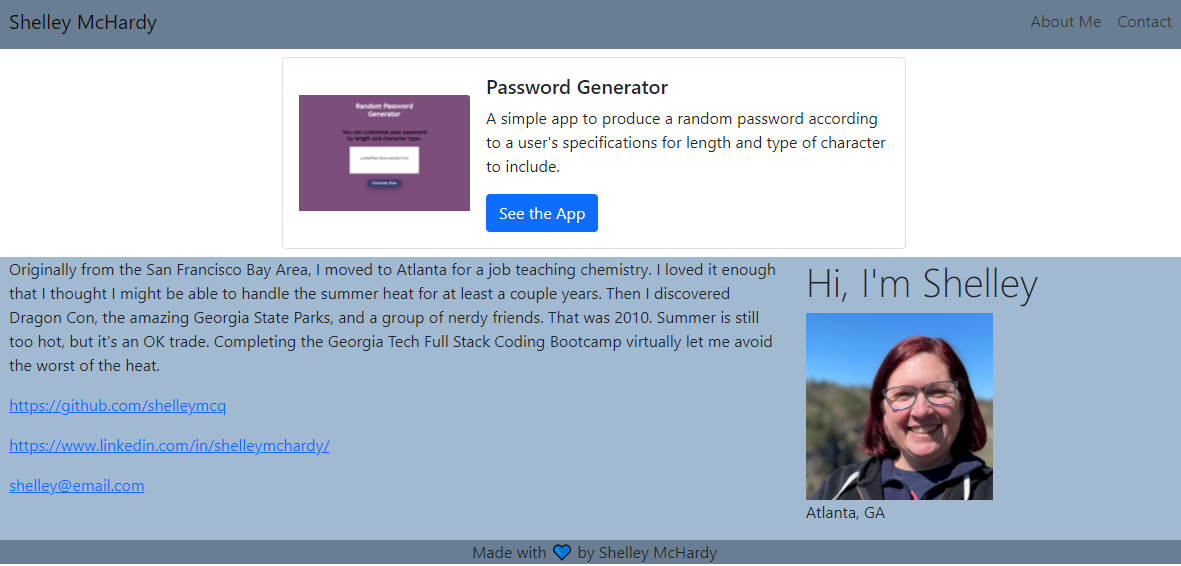 Shelley McHardy
About Me Contact
Random Password
Generator
You can customize your password
by length and character type.
Generate Now
Password Generator
A simple app to produce a random password according
to a user's specifications for length and type of character
to include.
See the App
Originally from the San Francisco Bay Area, I moved to Atlanta for a job teaching chemistry. I loved it enough
that I thought I might be able to handle the summer heat for at least a couple years. Then I discovered
Dragon Con, the amazing Georgia State Parks, and a group of nerdy friends. That was 2010. Summer is still
too hot, but it's an OK trade. Completing the Georgia Tech Full Stack Coding Bootcamp virtually let me avoid
the worst of the heat.
https://github.com/shelleymcq
https://www.linkedin.com/in/shelleymchardy/
shelley@email.com
Hi, I'm Shelley
Atlanta, GA
Made with 💙 by Shelley McHardy